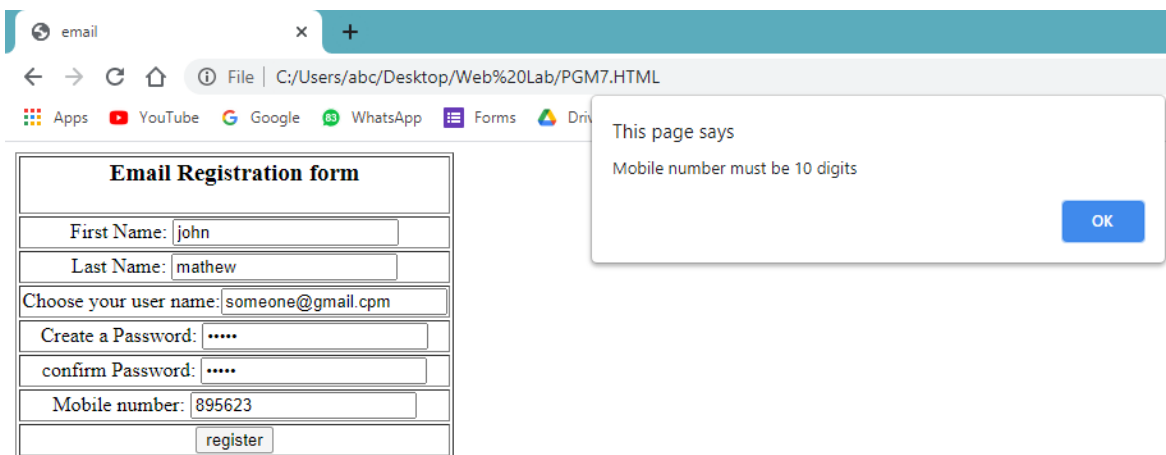 email
File | C:/Users/abc/Desktop/Web%20Lab/PGM7.HTML
Apps YouTube Google 83 WhatsApp Forms Driv
This page says
Mobile number must be 10 digits
OK
Email Registration form
First Name: john
Last Name: mathew
Choose your user name: someone@gmail.cpm
Create a Password: •••••
confirm Password: •••••
Mobile number: 895623
register